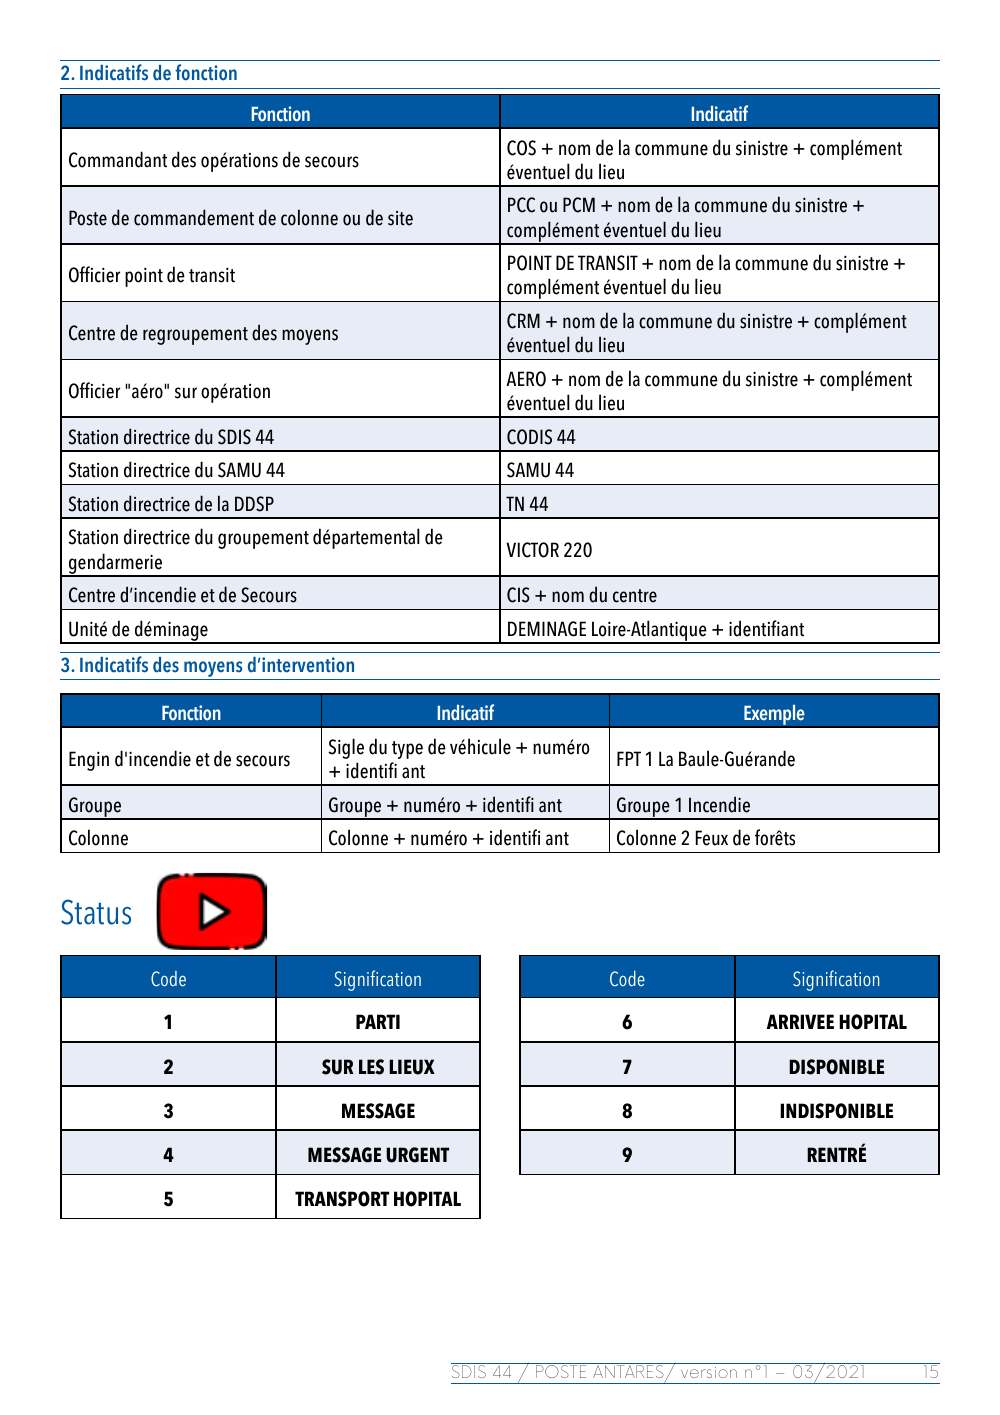 2. Indicatifs de fonction
Fonction
Indicatif
Commandant des opérations de secours
COS + nom de la commune du sinistre + complément
éventuel du lieu
Poste de commandement de colonne ou de site
PCC ou PCM + nom de la commune du sinistre +
complément éventuel du lieu
Officier point de transit
POINT DE TRANSIT + nom de la commune du sinistre +
complément éventuel du lieu
Centre de regroupement des moyens
CRM + nom de la commune du sinistre + complément
éventuel du lieu
Officier "aéro" sur opération
AERO + nom de la commune du sinistre + complément
éventuel du lieu
Station directrice du SDIS 44
CODIS 44
Station directrice du SAMU 44
SAMU 44
Station directrice de la DDSP
TN 44
Station directrice du groupement départemental de
gendarmerie
VICTOR 220
Centre d’incendie et de Secours
CIS + nom du centre
Unité de déminage
DEMINAGE Loire-Atlantique + identifiant
3. Indicatifs des moyens d’intervention
Fonction
Indicatif
Exemple
Engin d'incendie et de secours
Sigle du type de véhicule + numéro
+ identifi ant
FPT 1 La Baule-Guérande
Groupe
Groupe + numéro + identifi ant
Groupe 1 Incendie
Colonne
Colonne + numéro + identifi ant
Colonne 2 Feux de forêts
Status
Code
Signification
1
PARTI
2
SUR LES LIEUX
3
MESSAGE
4
MESSAGE URGENT
5
TRANSPORT HOPITAL
Code
Signification
6
ARRIVEE HOPITAL
7
DISPONIBLE
8
INDISPONIBLE
9
RENTRÉ
SDIS 44 / POSTE ANTARES/ version n°1 – 03/2021 15